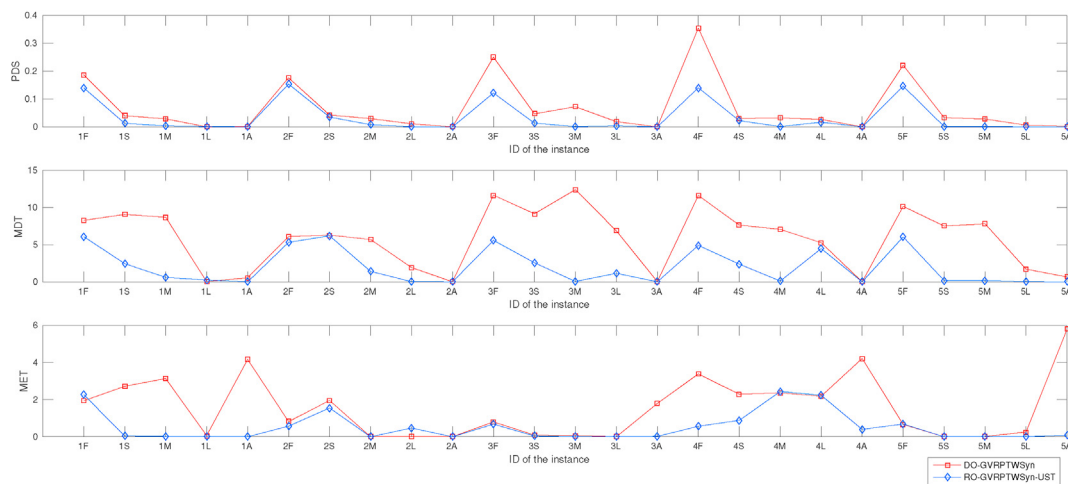 0.4
0.3
0.2
0.1
0
PDS
1F 1S 1M 1L 1A 2F 2S 2M 2L 2A 3F 3S 3M 3L 3A 4F 4S 4M 4L 4A 5F 5S 5M 5L 5A
ID of the instance
15
10
5
0
MDT
1F 1S 1M 1L 1A 2F 2S 2M 2L 2A 3F 3S 3M 3L 3A 4F 4S 4M 4L 4A 5F 5S 5M 5L 5A
ID of the instance
6
4
2
0
MET
1F 1S 1M 1L 1A 2F 2S 2M 2L 2A 3F 3S 3M 3L 3A 4F 4S 4M 4L 4A 5F 5S 5M 5L 5A
ID of the instance
DO-GVRPTWSyn
RO-GVRPTWSyn-UST